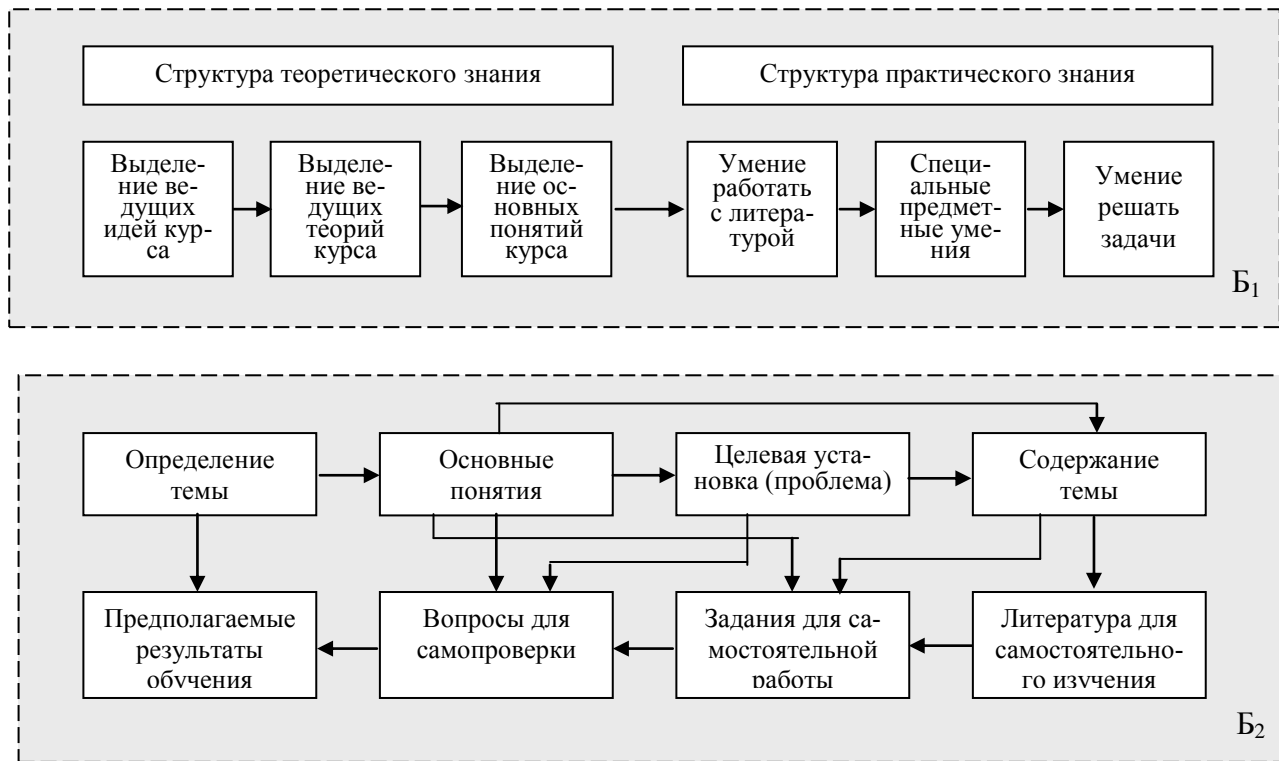 Структура теоретического знания
Структура практического знания
Выделе-
ние ве-
дущих
идей кур-
са
Выделе-
ние ве-
дущих
теорий
курса
Выделе-
ние ос-
новных
понятий
курса
Умение
работать
с литера-
турой
Специ-
альные
предмет-
ные уме-
ния
Умение
решать
задачи
Б1
Определение
темы
Основные
понятия
Целевая уста-
новка (проблема)
Содержание
темы
Предполагаемые
результаты
обучения
Вопросы для
самопроверки
Задания для са-
мостоятельной
работы
Литература для
самостоятельно-
го изучения
Б2